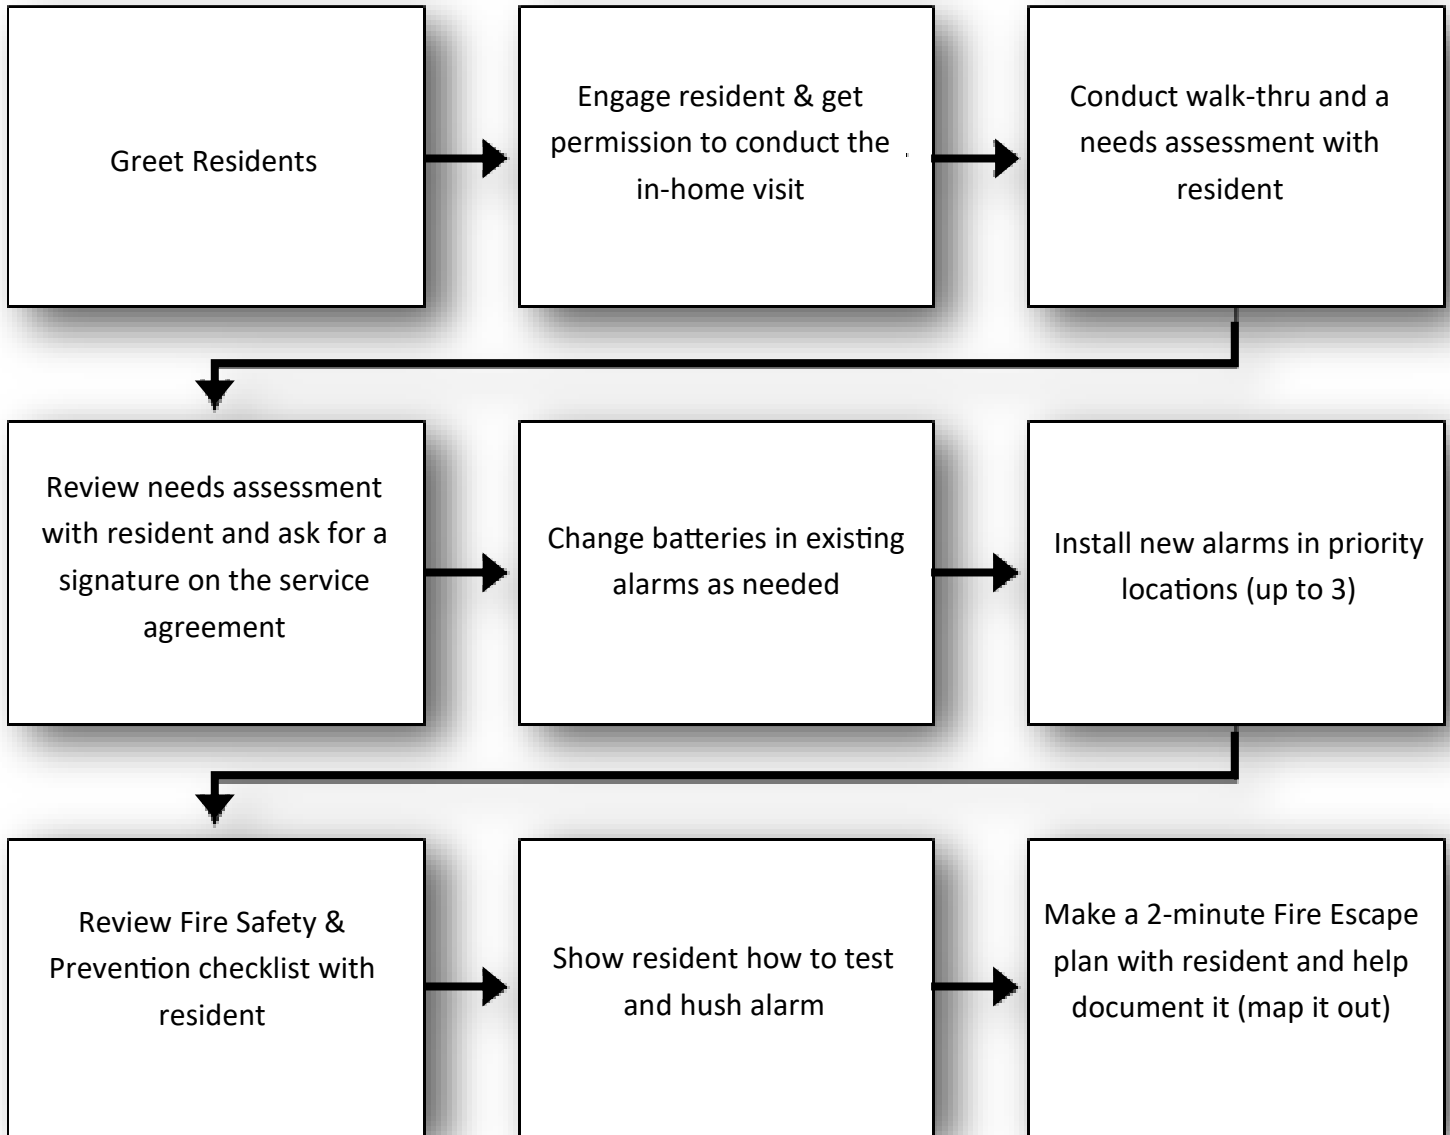 Greet Residents
Engage resident & get
permission to conduct the
in-home visit
Conduct walk-thru and a
needs assessment with
resident
Review needs assessment
with resident and ask for a
signature on the service
agreement
Change batteries in existing
alarms as needed
Install new alarms in priority
locations (up to 3)
Review Fire Safety &
Prevention checklist with
resident
Show resident how to test
and hush alarm
Make a 2-minute Fire Escape
plan with resident and help
document it (map it out)